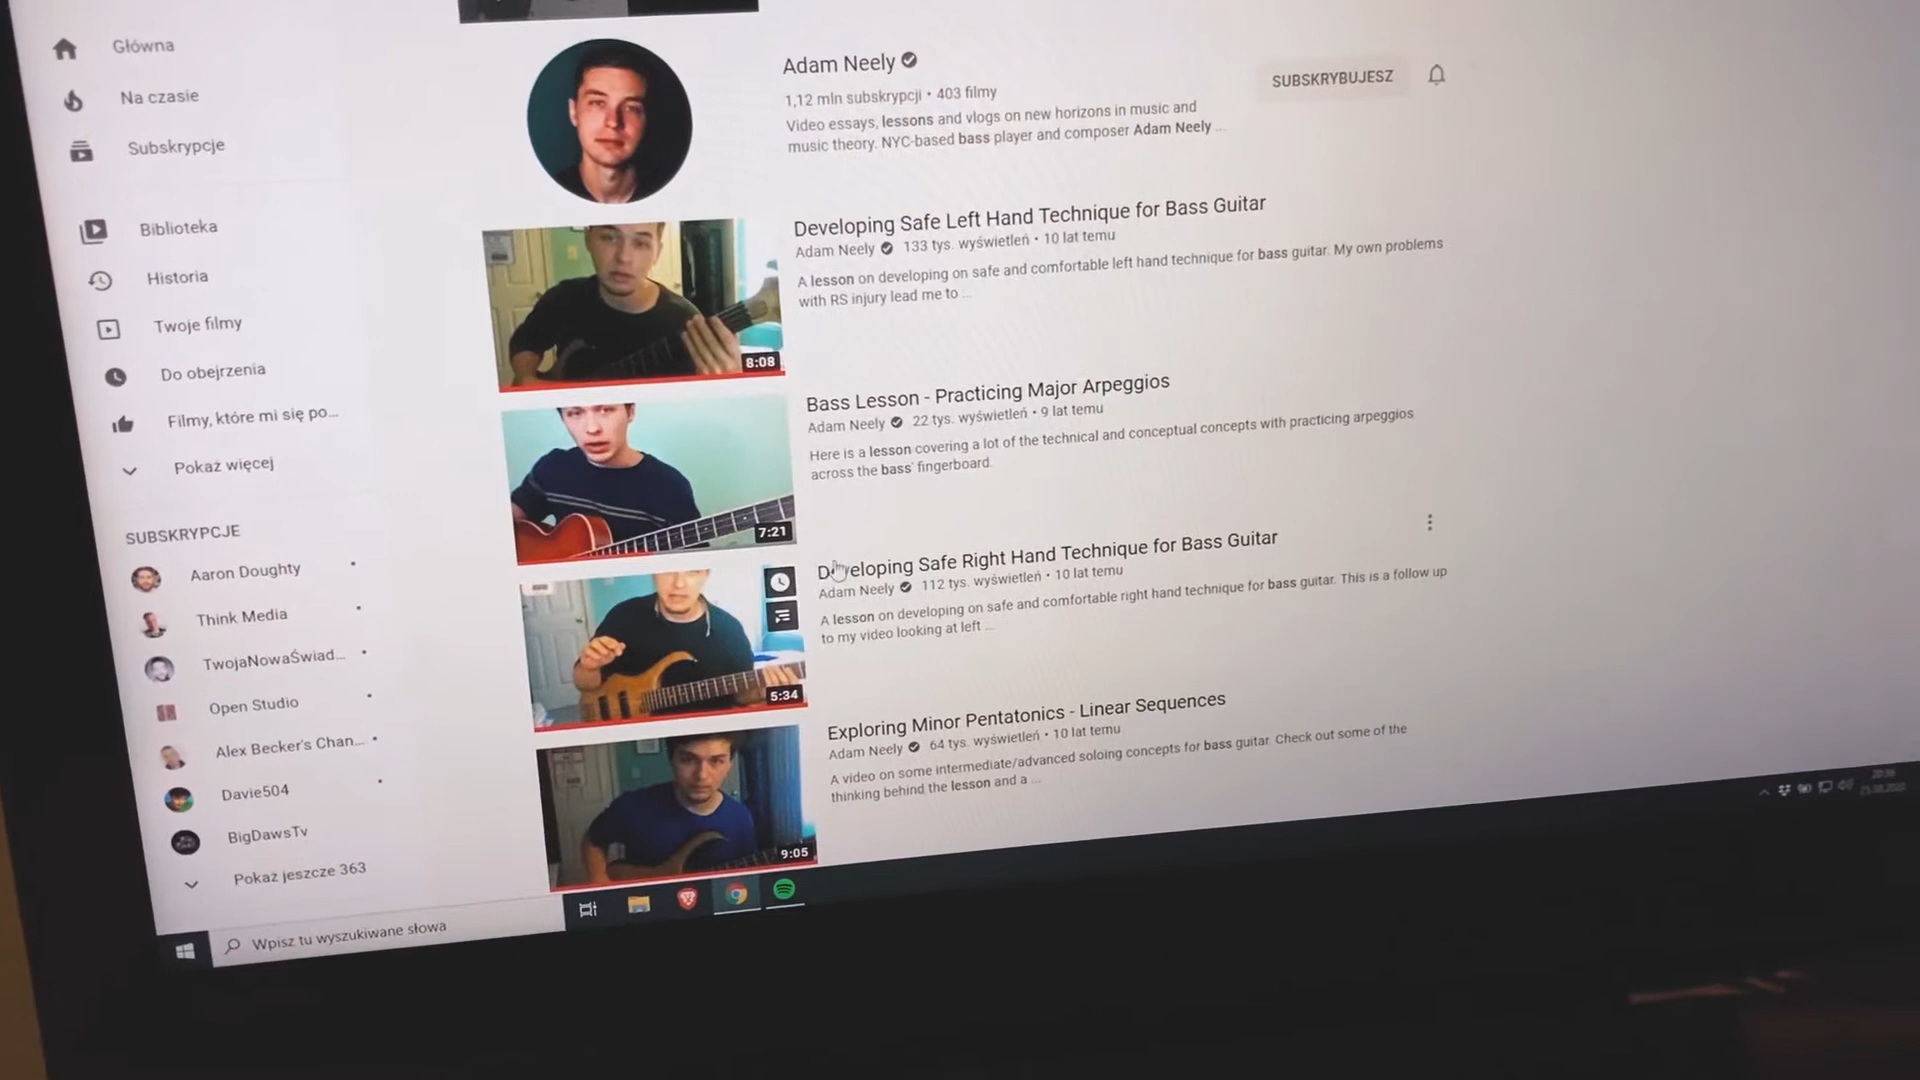 Główna
Na czasie
Subskrypcje
Biblioteka
Historia
Twoje filmy
Do obejrzenia
Filmy, które mi się po...
Pokaż więcej
SUBSKRYPCJE
Aaron Doughty
Think Media
TwojaNowaŚwiad...
Open Studio
Alex Becker's Chan...
Davie504
BigDawsTv
Pokaż jeszcze 363
Adam Neely
1,12 mln subskrypcji • 403 filmy
Video essays, lessons and vlogs on new horizons in music and
music theory. NYC-based bass player and composer Adam Neely ...
SUBSKRYBUJESZ
8:08
Developing Safe Left Hand Technique for Bass Guitar
Adam Neely 133 tys. wyświetleń • 10 lat temu
A lesson on developing on safe and comfortable left hand technique for bass guitar. My own problems
with RS injury lead me to ...
7:21
Bass Lesson - Practicing Major Arpeggios
Adam Neely 22 tys. wyświetleń • 9 lat temu
Here is a lesson covering a lot of the technical and conceptual concepts with practicing arpeggios
across the bass' fingerboard.
5:34
Developing Safe Right Hand Technique for Bass Guitar
Adam Neely 112 tys. wyświetleń • 10 lat temu
A lesson on developing on safe and comfortable right hand technique for bass guitar. This is a follow up
to my video looking at left ...
9:05
Exploring Minor Pentatonics - Linear Sequences
Adam Neely 64 tys. wyświetleń • 10 lat temu
A video on some intermediate/advanced soloing concepts for bass guitar. Check out some of the
thinking behind the lesson and a ...
Wpisz tu wyszukiwane słowa